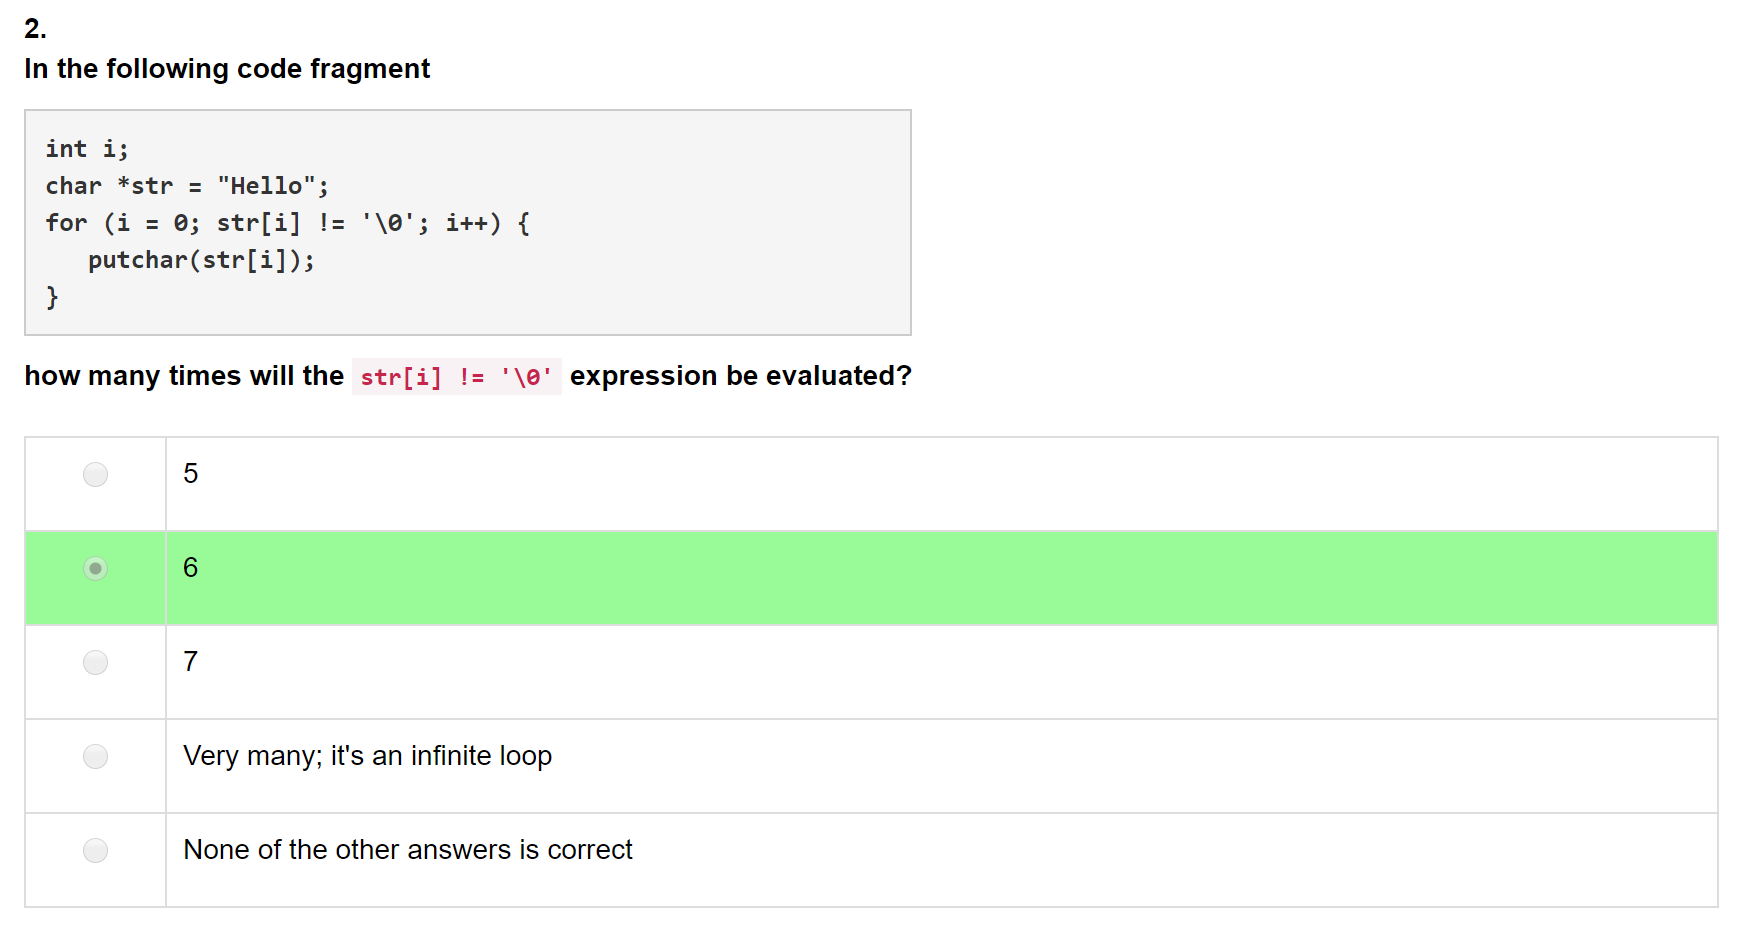 2.
In the following code fragment
int i;
char *str = "Hello";
for (i = 0; str[i] != '\0'; i++) {
   putchar(str[i]);
}
how many times will the str[i] != '\0' expression be evaluated?
5
6
7
Very many; it's an infinite loop
None of the other answers is correct